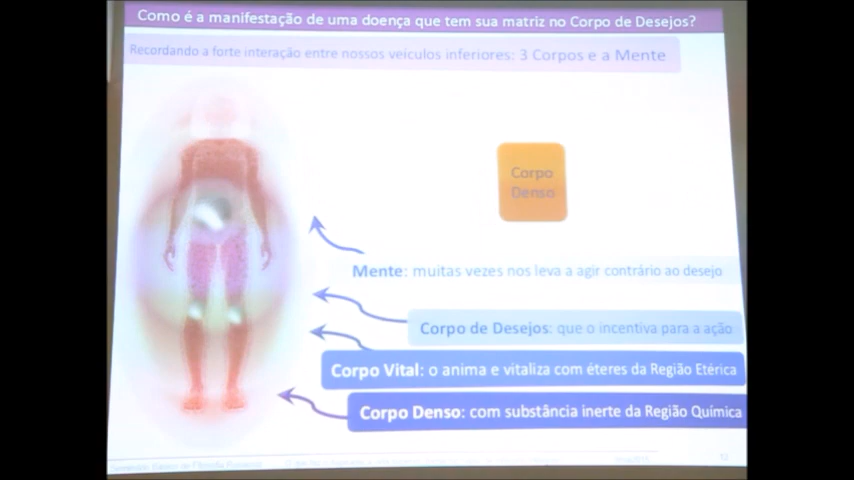 Como é a manifestação de uma doença que tem sua matriz no Corpo de Desejos?
Recordando a forte interação entre nossos veículos inferiores: 3 Corpos e a Mente
Corpo
Denso
Mente: muitas vezes nos leva a agir contrário ao desejo
Corpo de Desejos: que o incentiva para a ação
Corpo Vital: o anima e vitaliza com éteres da Região Etérica
Corpo Denso: com substância inerte da Região Química
12